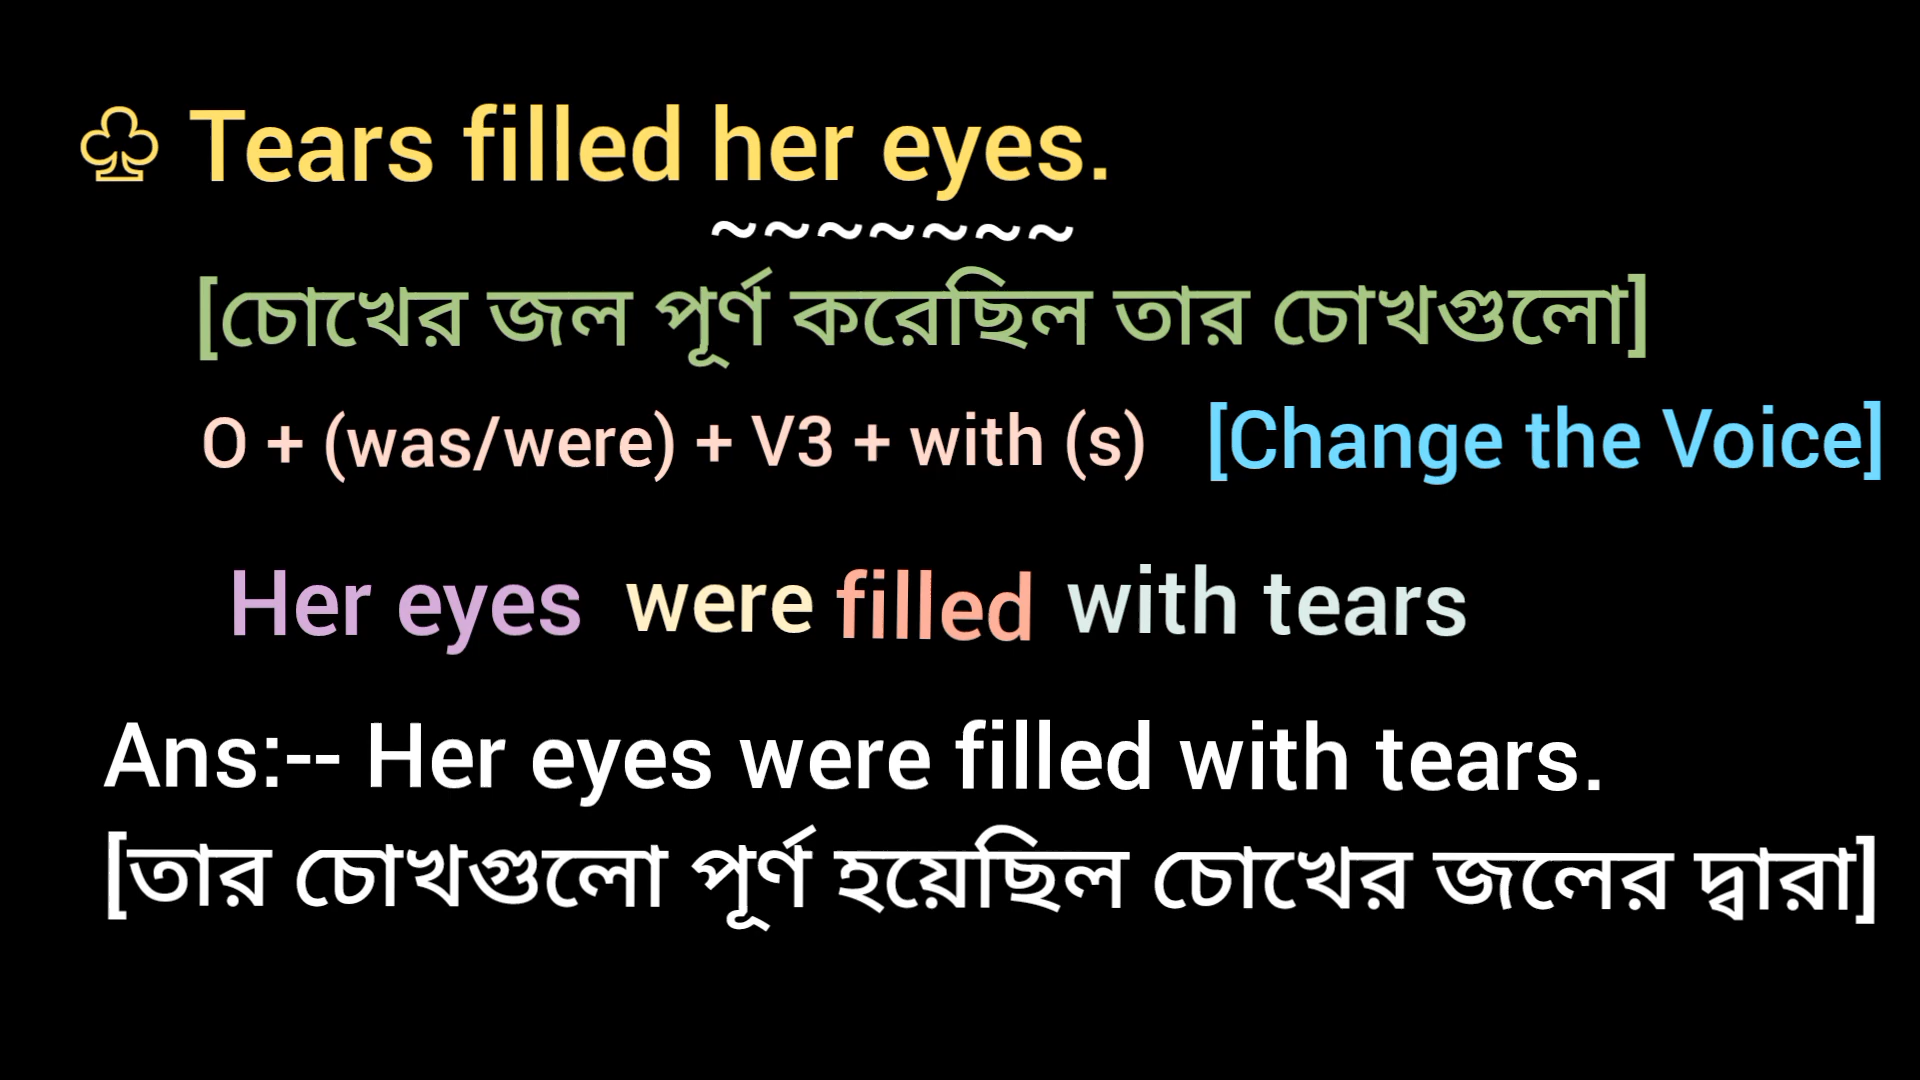 ♧ Tears filled her eyes.
~~~~~~~
[চোখের জল পূর্ণ করেছিল তার চোখগুলো]
O + (was/were) + V3 + with (s) [Change the Voice]
Her eyes were filled with tears
Ans:-- Her eyes were filled with tears.
[তার চোখগুলো পূর্ণ হয়েছিল চোখের জলের দ্বারা]